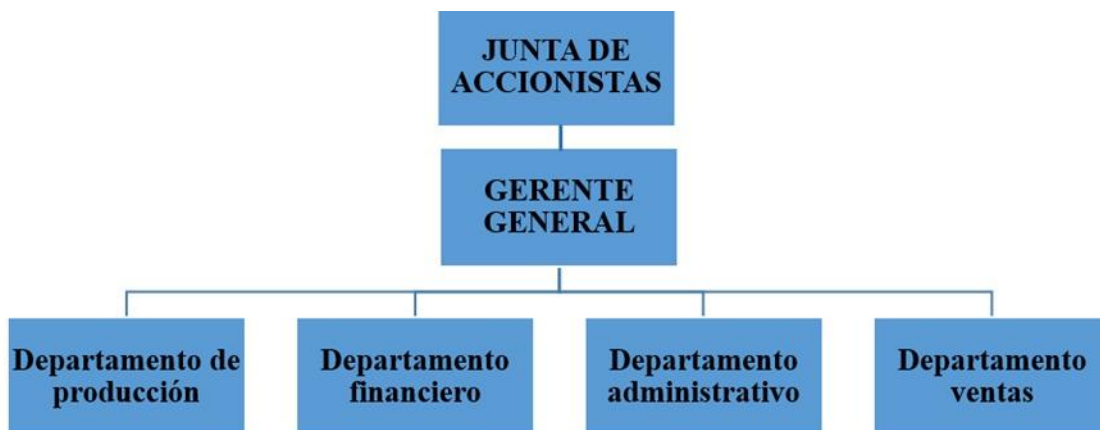 JUNTA DE
ACCIONISTAS
GERENTE
GENERAL
Departamento de
producción
Departamento
financiero
Departamento
administrativo
Departamento
ventas